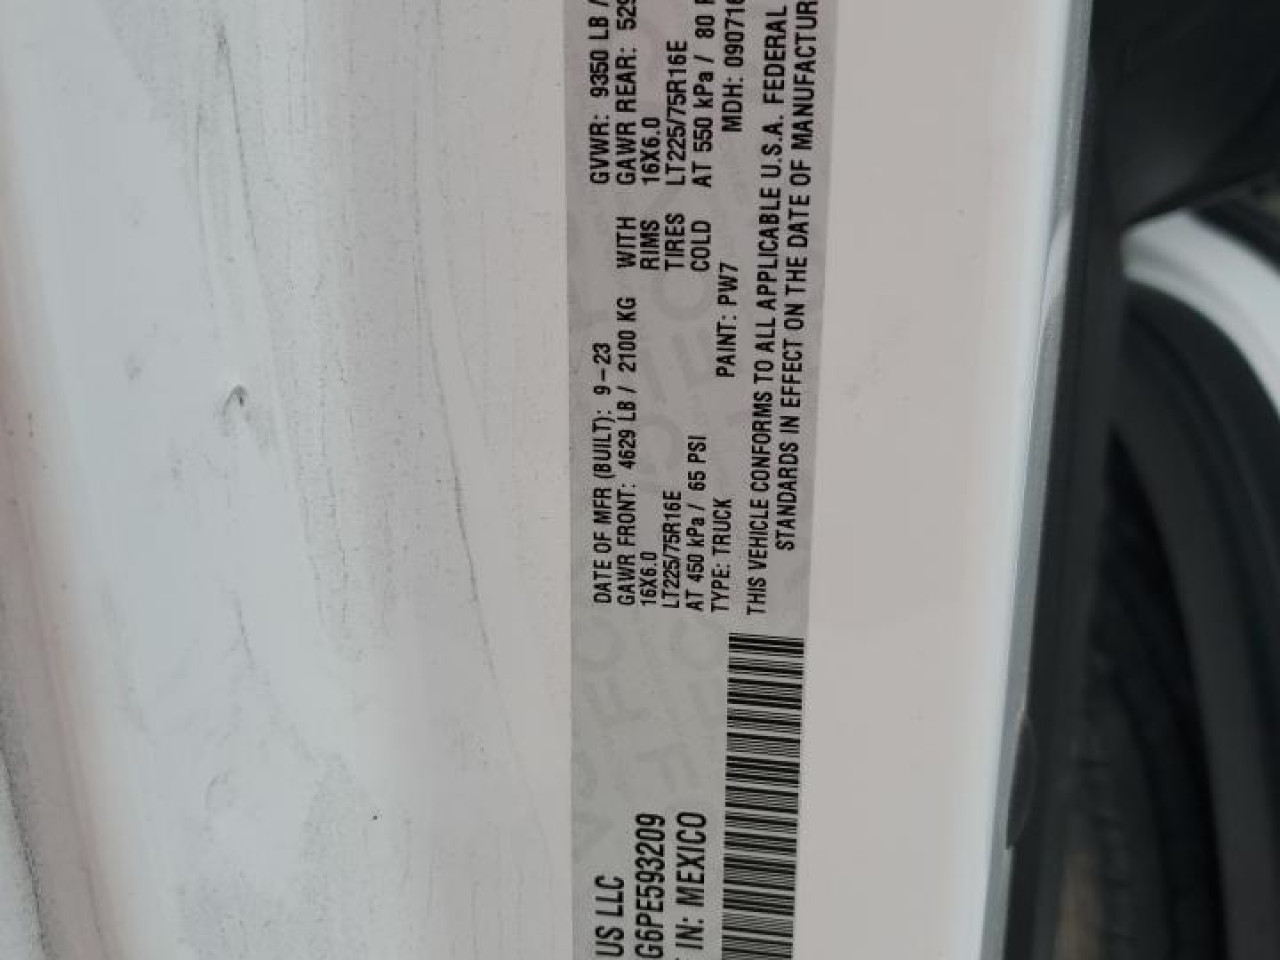 US LLC
G6PE593209
IN: MEXICO
DATE OF MFR (BUILT): 9-23
GVWR: 9350 LB /
GAWR FRONT: 4629 LB / 2100 KG WITH
GAWR REAR: 529
16X6.0 RIMS
16X6.0
LT225/75R16E TIRES
LT225/75R16E
AT 450 kPa / 65 PSI COLD
AT 550 kPa / 80
TYPE: TRUCK PAINT: PW7 MDH: 090716
THIS VEHICLE CONFORMS TO ALL APPLICABLE U.S.A. FEDERAL
STANDARDS IN EFFECT ON THE DATE OF MANUFACTUR